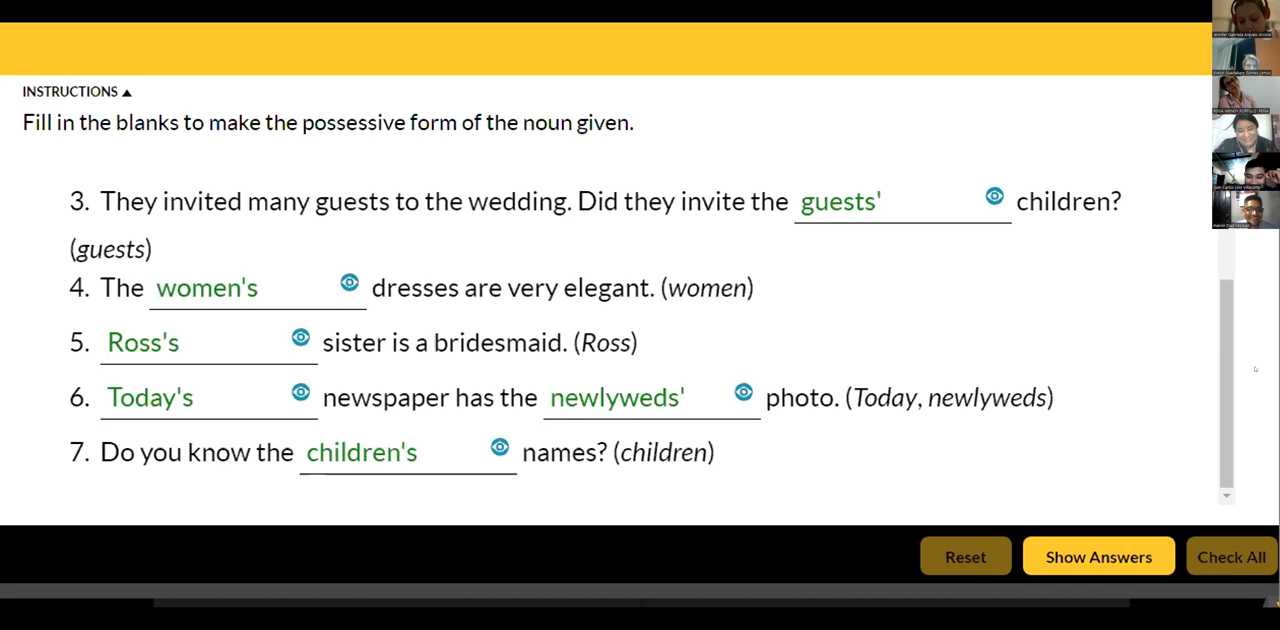 INSTRUCTIONS ▲
Fill in the blanks to make the possessive form of the noun given.
3. They invited many guests to the wedding. Did they invite the guests' children?
(guests)
4. The women's dresses are very elegant. (women)
5. Ross's sister is a bridesmaid. (Ross)
6. Today's newspaper has the newlyweds' photo. (Today, newlyweds)
7. Do you know the children's names? (children)
Reset Show Answers Check All